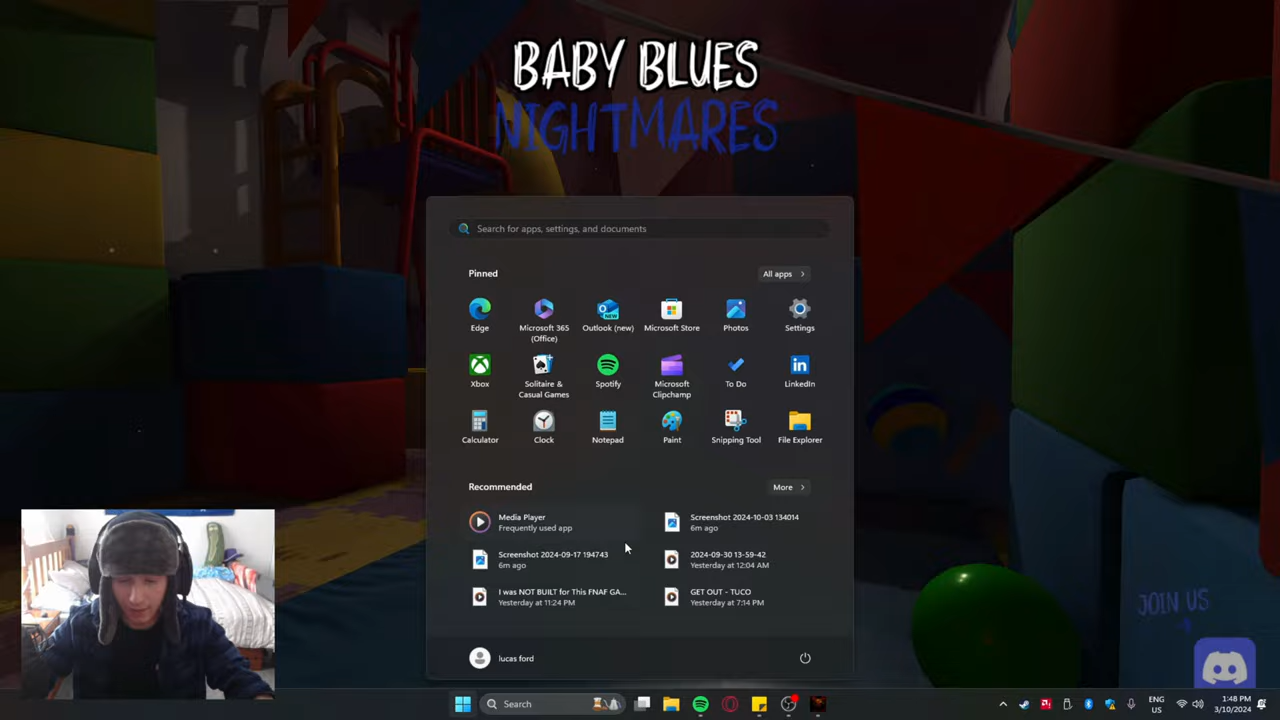 BABY BLUES
NIGHTMARES
Search for apps, settings, and documents
Pinned
All apps
Edge
Microsoft 365
(Office)
Outlook (new)
Microsoft Store
Photos
Settings
Xbox
Solitaire &
Casual Games
Spotify
Microsoft
Clipchamp
To Do
LinkedIn
Calculator
Clock
Notepad
Paint
Snipping Tool
File Explorer
Recommended
More
Media Player
Frequently used app
Screenshot 2024-10-03 134014
6m ago
Screenshot 2024-09-17 194743
6m ago
2024-09-30 13-59-42
Yesterday at 12:04 AM
I was NOT BUILT for This FNAF GA...
Yesterday at 11:24 PM
GET OUT - TUCO
Yesterday at 7:14 PM
JOIN US
lucas ford
Search
ENG
US
1:48 PM
3/10/2024